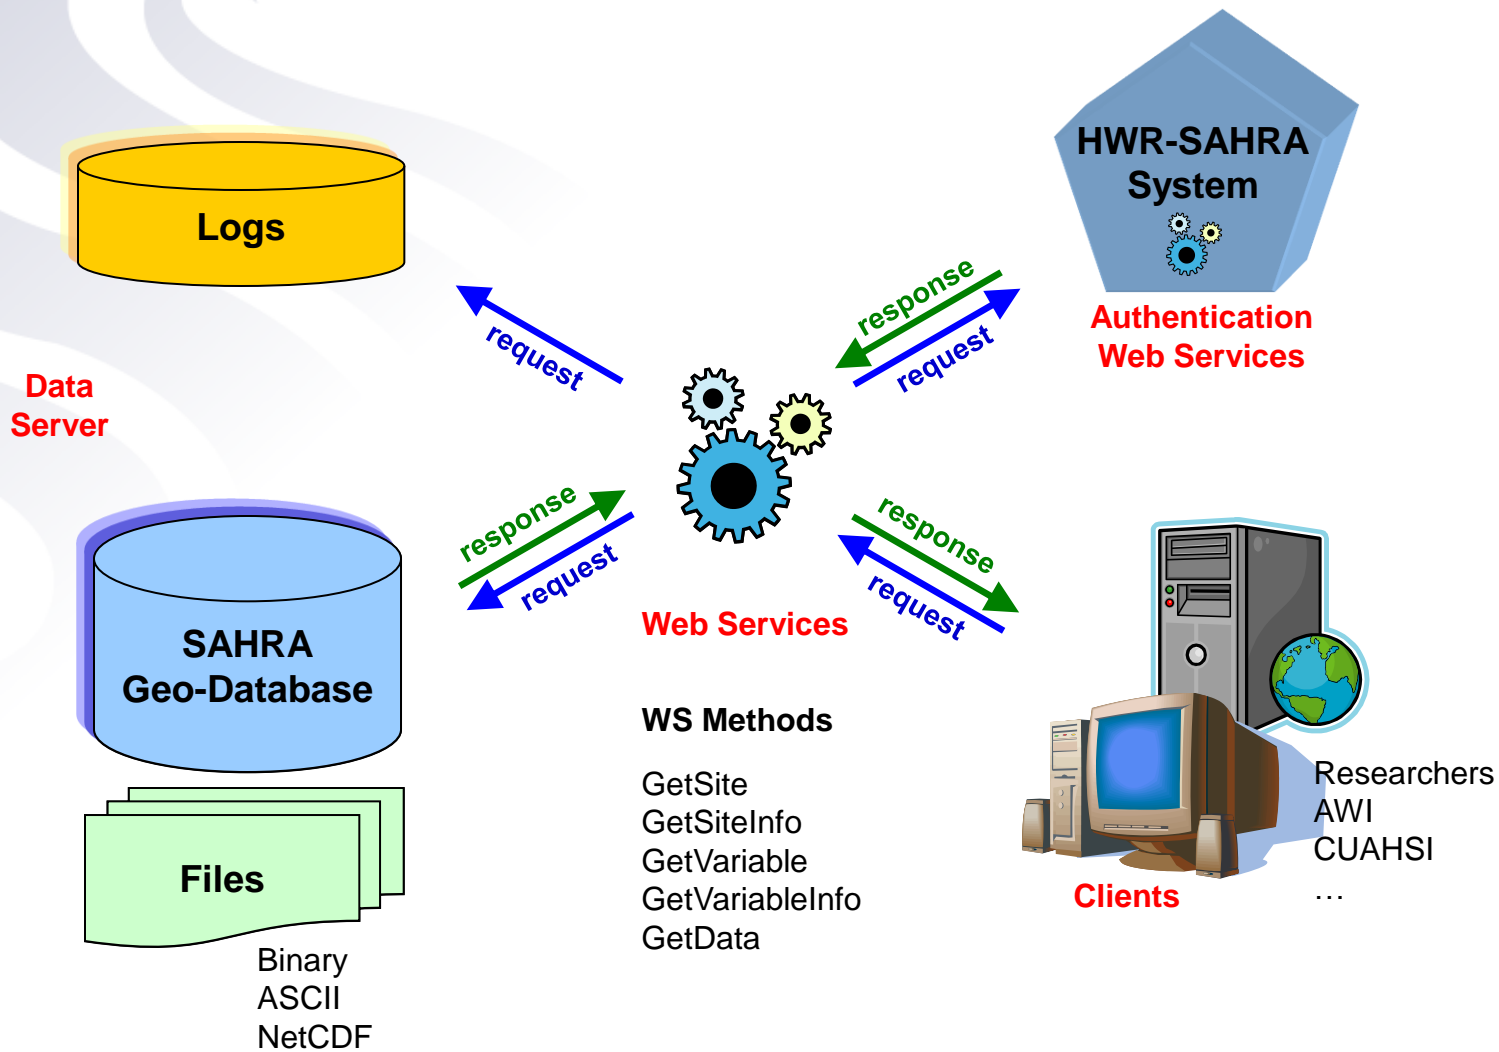 Logs
HWR-SAHRA
System
response
request
request
Authentication
Web Services
Data
Server
response
request
response
request
SAHRA
Geo-Database
Web Services
WS Methods
GetSite
GetSiteInfo
GetVariable
GetVariableInfo
GetData
Files
Binary
ASCII
NetCDF
Researchers
AWI
CUAHSI
…
Clients